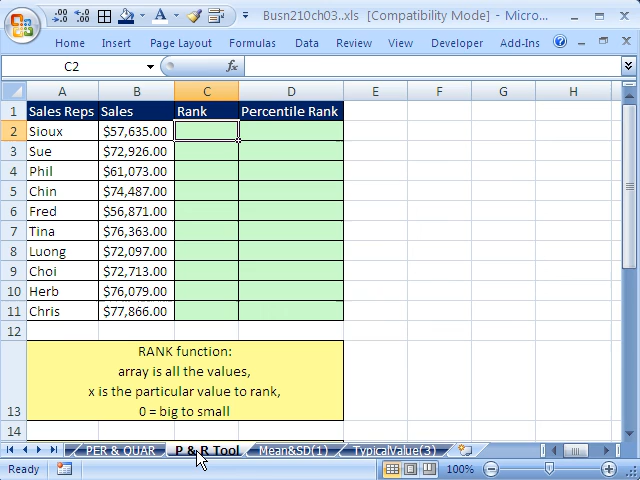 Busn210ch03..xls [Compatibility Mode] - Micro...
Home Insert Page Layout Formulas Data Review View Developer Add-Ins
C2 fx
A B C D E F G H
1 Sales Reps Sales Rank Percentile Rank
2 Sioux $57,635.00
3 Sue $72,926.00
4 Phil $61,073.00
5 Chin $74,487.00
6 Fred $56,871.00
7 Tina $76,363.00
8 Luong $72,097.00
9 Choi $72,713.00
10 Herb $76,079.00
11 Chris $77,866.00
12
RANK function:
array is all the values,
x is the particular value to rank,
13 0 = big to small
14
PER & QUAR P & R Tool Mean&SD(1) TypicalValue(3)
Ready 100%